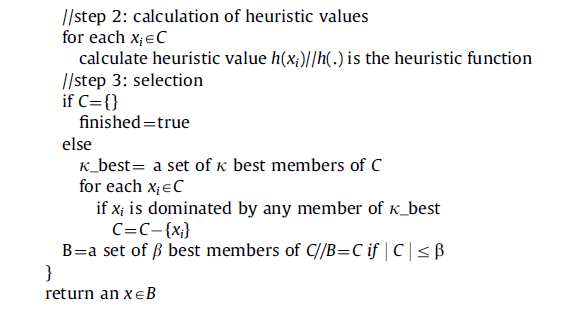 //step 2: calculation of heuristic values
for each xᵢ∈C
calculate heuristic value h(xᵢ)//h(.) is the heuristic function
//step 3: selection
if C={}
finished=true
else
κ_best= a set of κ best members of C
for each xᵢ∈C
if xᵢ is dominated by any member of κ_best
C=C−{xᵢ}
B=a set of β best members of C//B=C if | C | ≤ β
}
return an x∈B